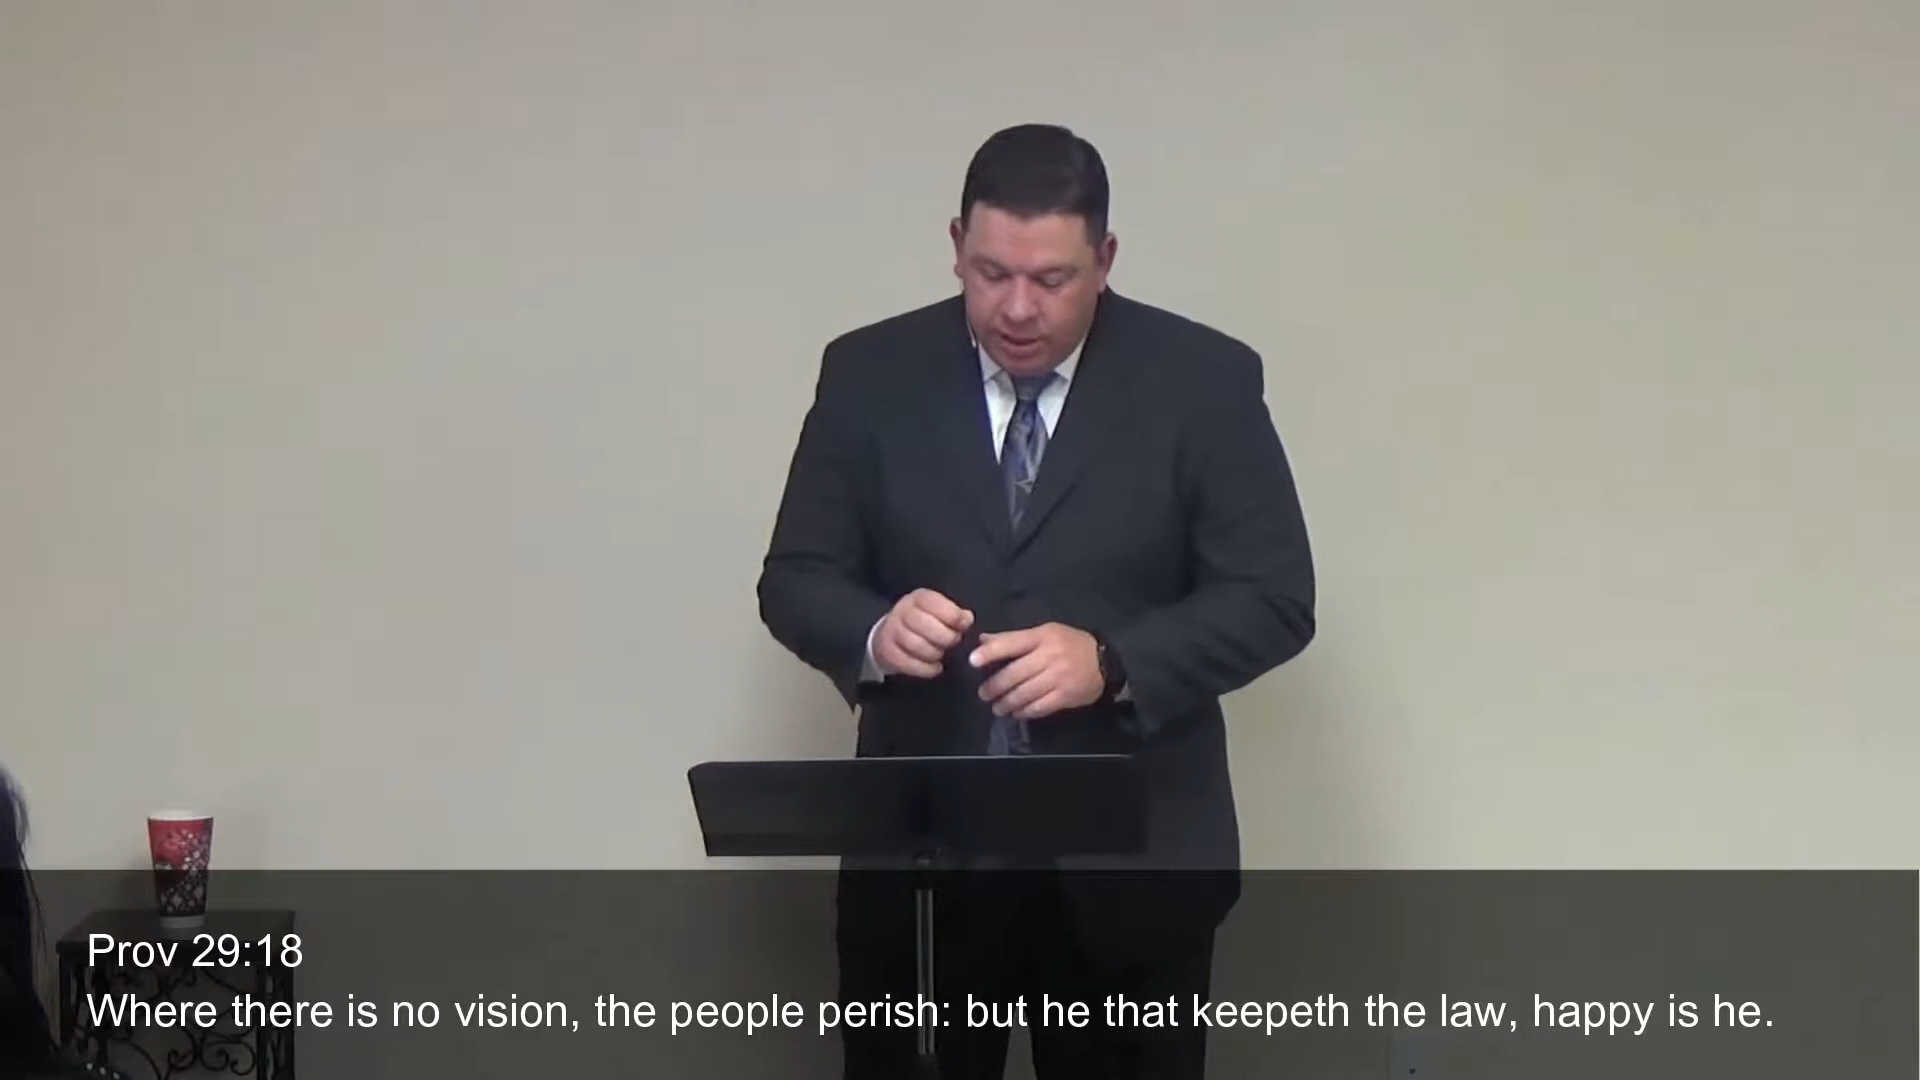 Prov 29:18
Where there is no vision, the people perish: but he that keepeth the law, happy is he.